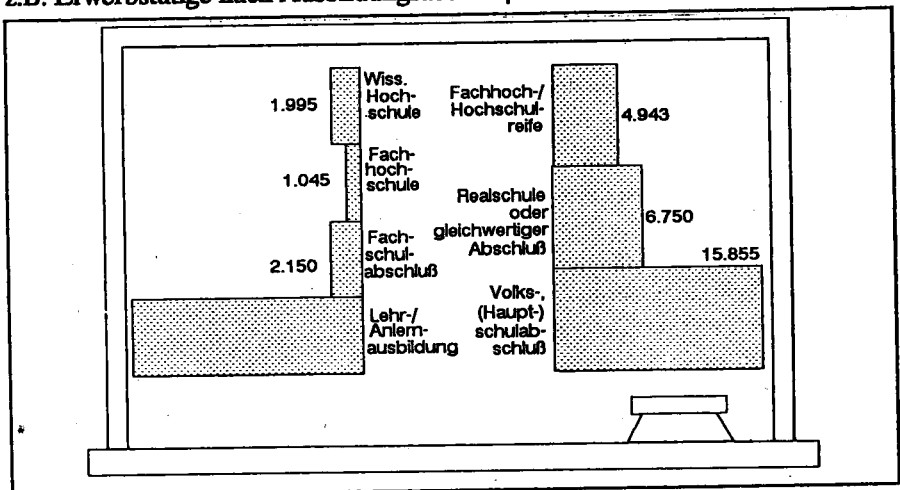 1.995
Wiss.
Hoch-
schule
1.045
Fach-
hoch-
schule
2.150
Fach-
schul-
abschluß
Lehr-/
Anlern-
ausbildung
Fachhoch-/
Hochschul-
reife
4.943
Realschule
oder
gleichwertiger
Abschluß
6.750
15.855
Volks-,
(Haupt-)
schulab-
schluß